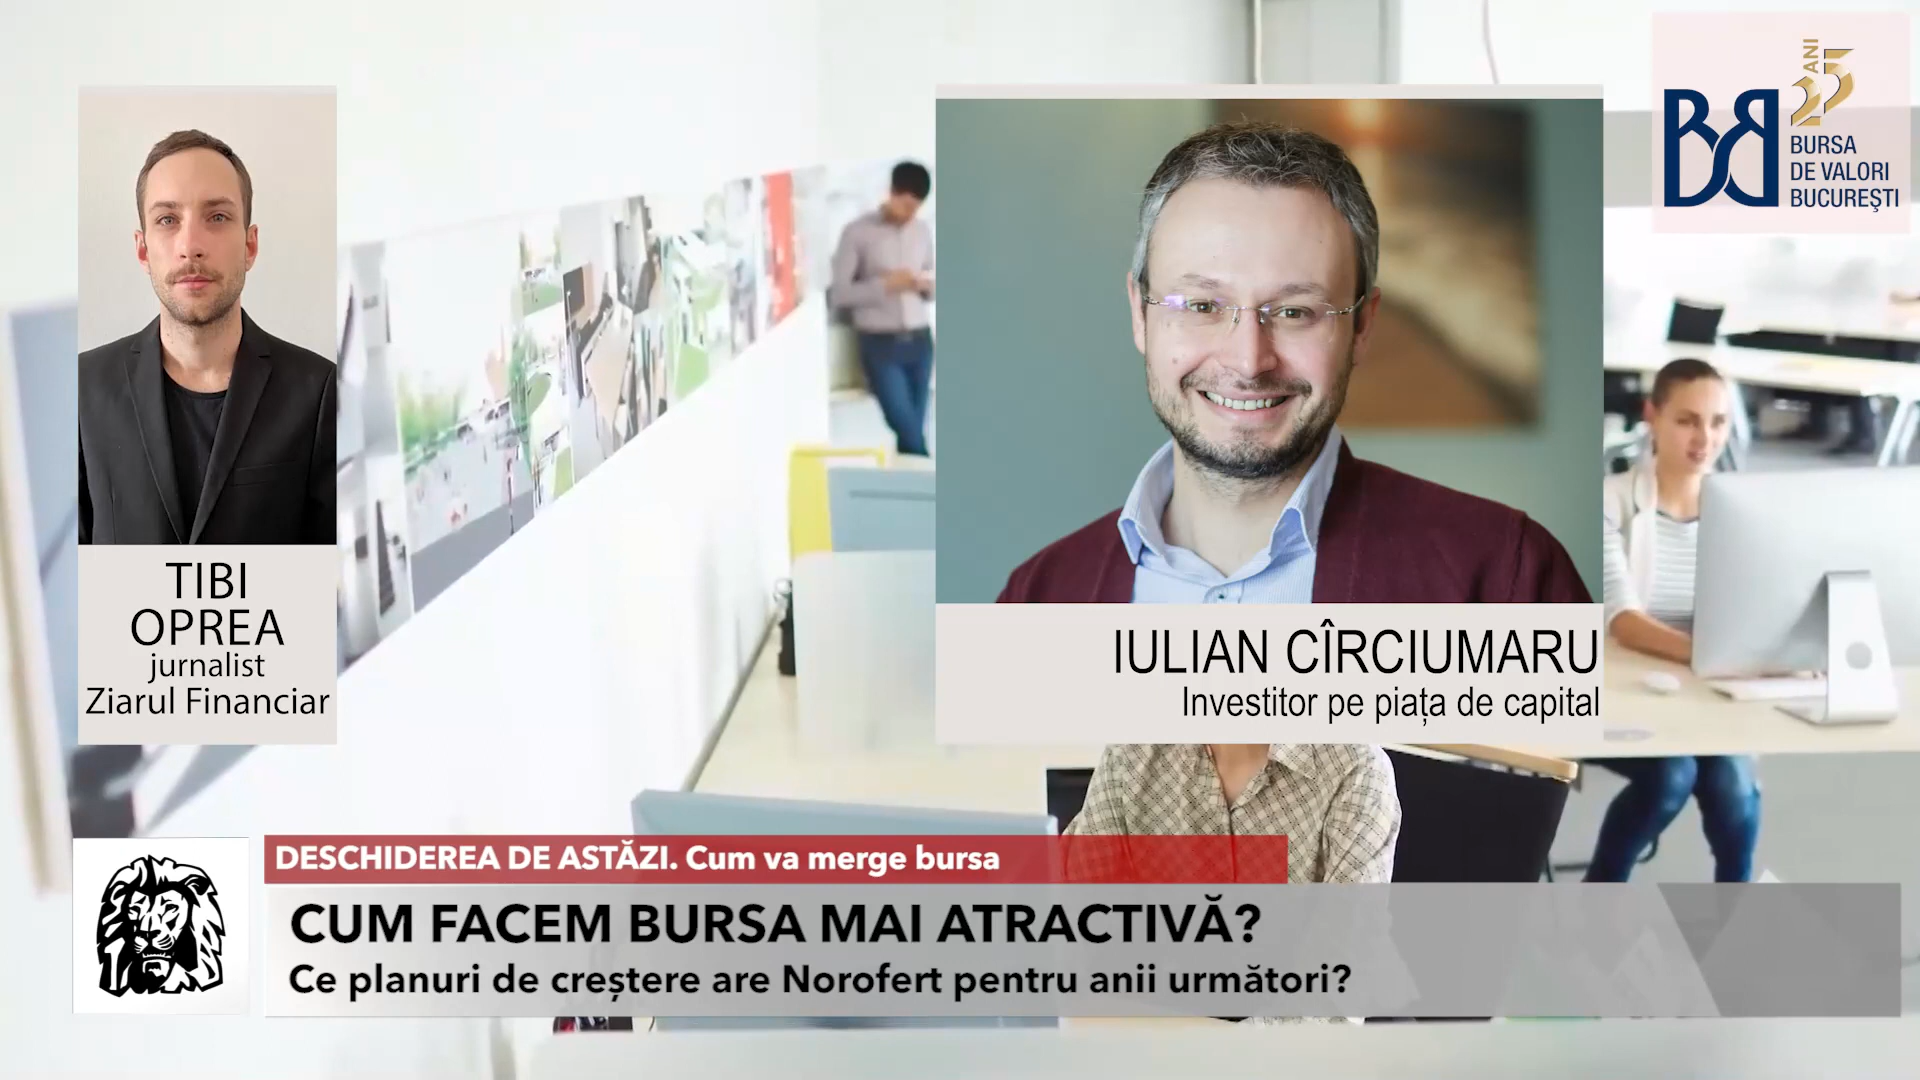 25 ANI
BURSA
DE VALORI
BUCUREŞTI
TIBI
OPREA
jurnalist
Ziarul Financiar
IULIAN CÎRCIUMARU
Investitor pe piața de capital
DESCHIDEREA DE ASTĂZI. Cum va merge bursa
CUM FACEM BURSA MAI ATRACTIVĂ?
Ce planuri de creștere are Norofert pentru anii următori?